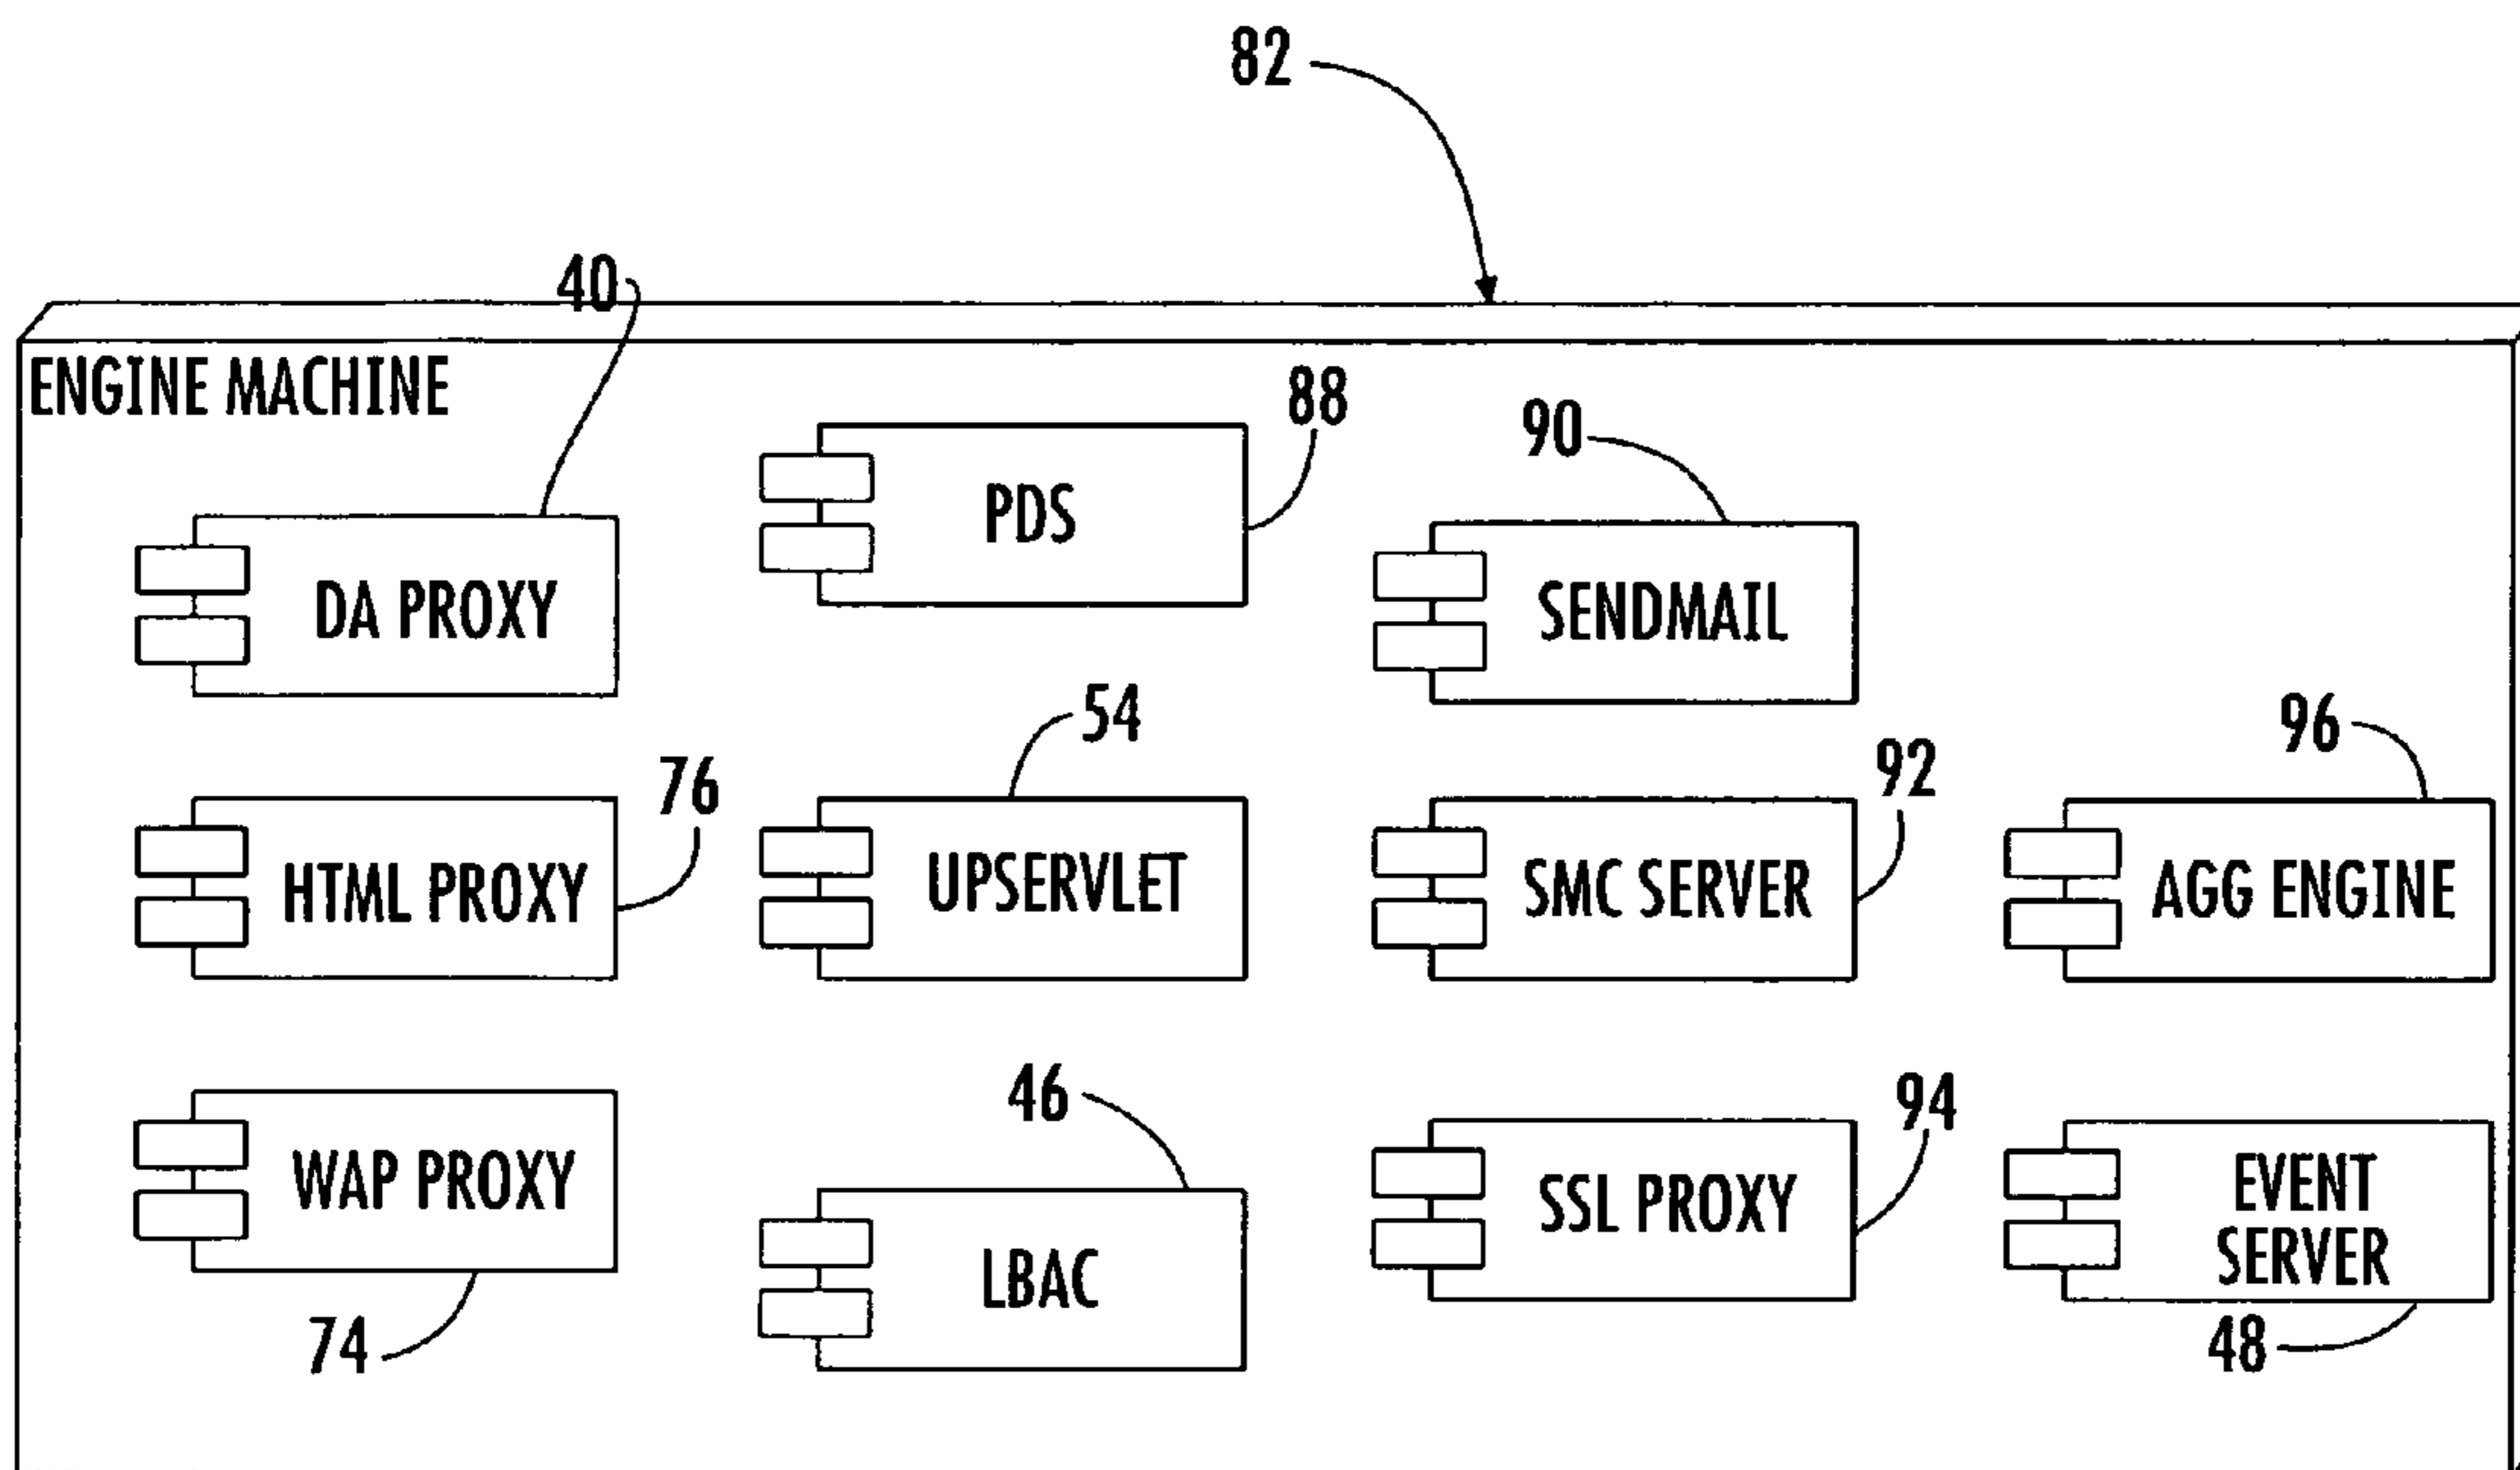 82
40
ENGINE MACHINE
88
90
PDS
DA PROXY
SENDMAIL
54
96
76
92
HTML PROXY
UPSERVLET
SMC SERVER
AGG ENGINE
46
94
WAP PROXY
SSL PROXY
EVENT
SERVER
LBAC
74
48